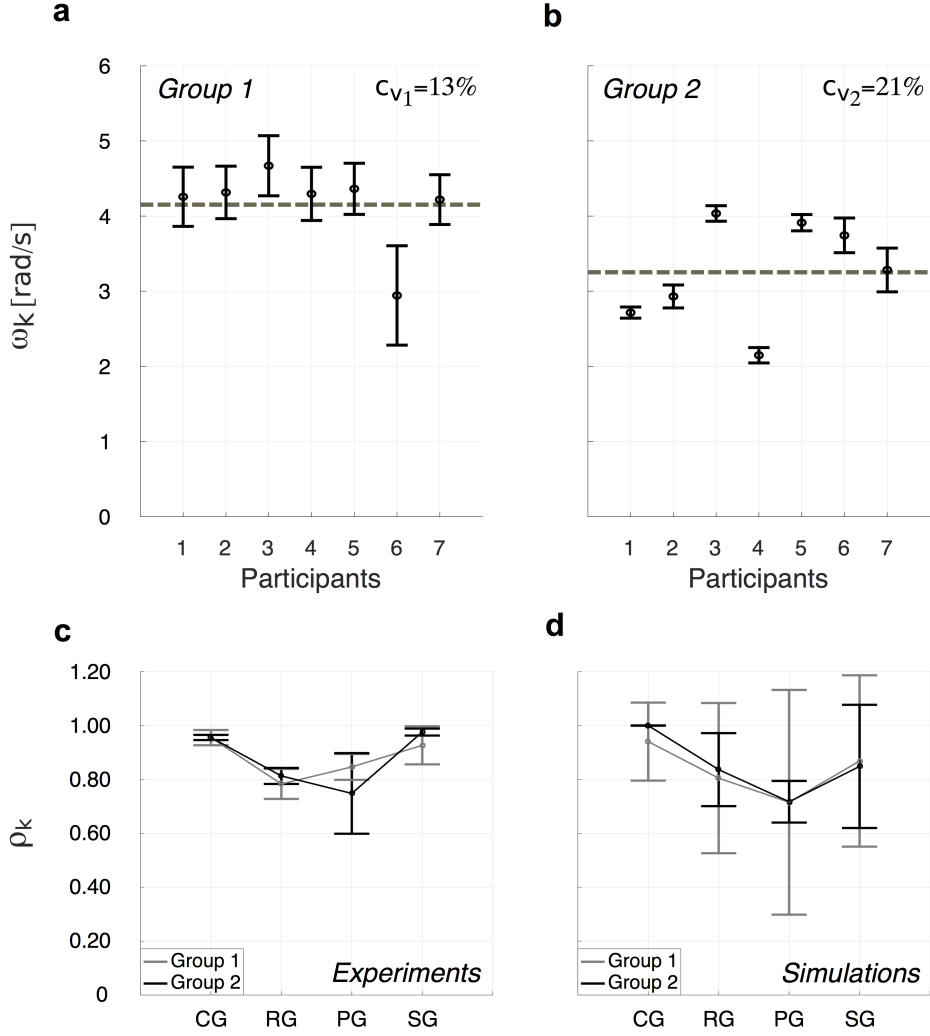 a
b
Group 1
cv1=13%
Group 2
cv2=21%
6
5
4
3
2
1
0
ωk [rad/s]
1 2 3 4 5 6 7
Participants
1 2 3 4 5 6 7
Participants
c
d
1.20
1.00
0.80
0.60
0.40
0.20
0
ρk
Group 1
Group 2
Experiments
Group 1
Group 2
Simulations
CG RG PG SG
CG RG PG SG